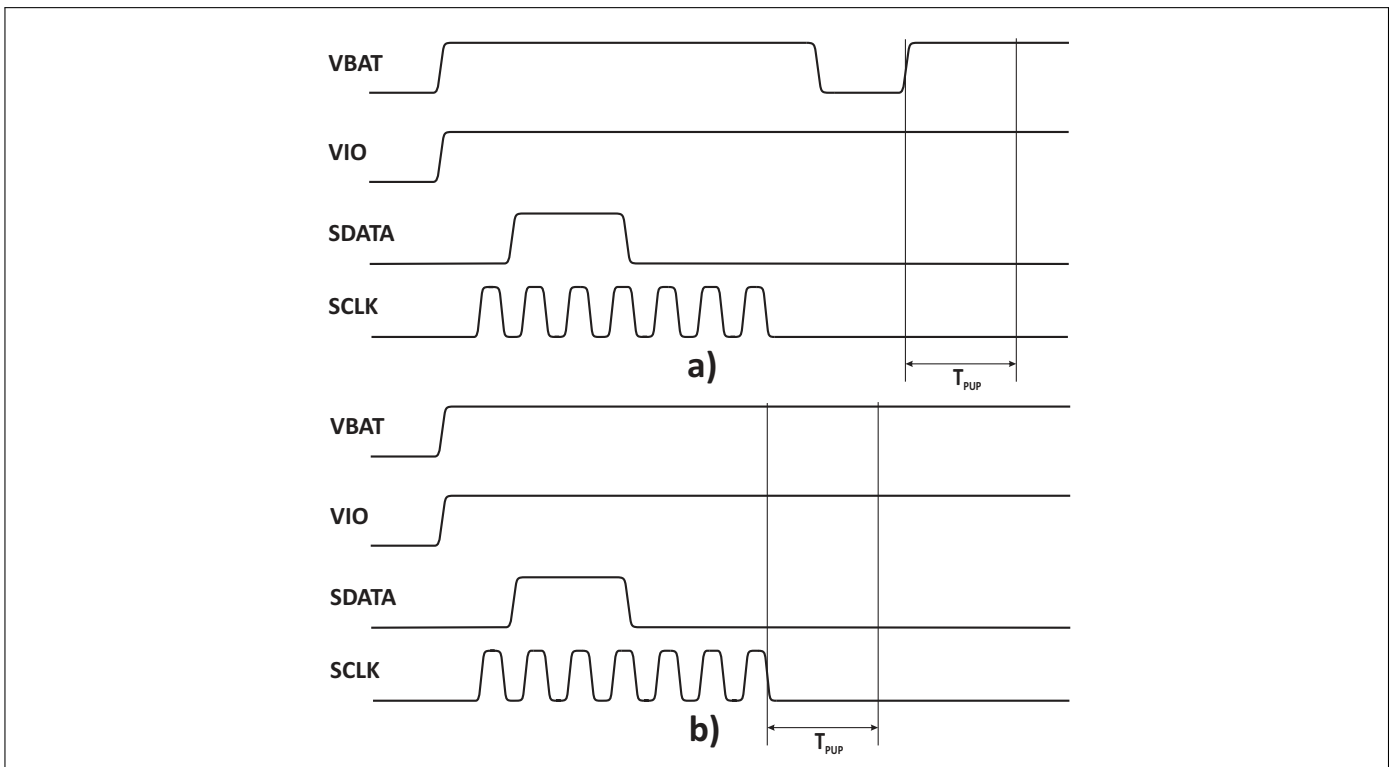 VBAT
VIO
SDATA
SCLK
a)
TPUP
VBAT
VIO
SDATA
SCLK
b)
TPUP